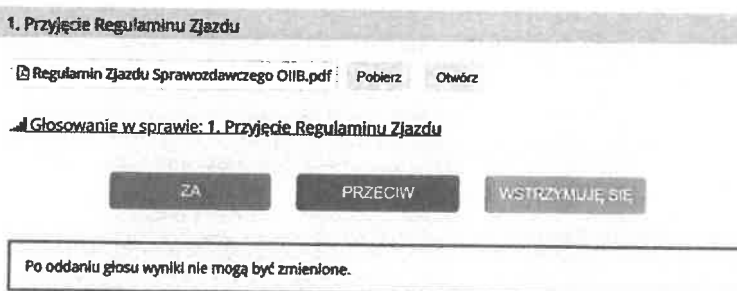 1. Przyjęcie Regulaminu Zjazdu
Regulamin Zjazdu Sprawozdawczego OIIB.pdf Pobierz Otwórz
Głosowanie w sprawie: 1. Przyjęcie Regulaminu Zjazdu
ZA PRZECIW WSTRZYMUJĘ SIĘ
Po oddaniu głosu wyniki nie mogą być zmienione.